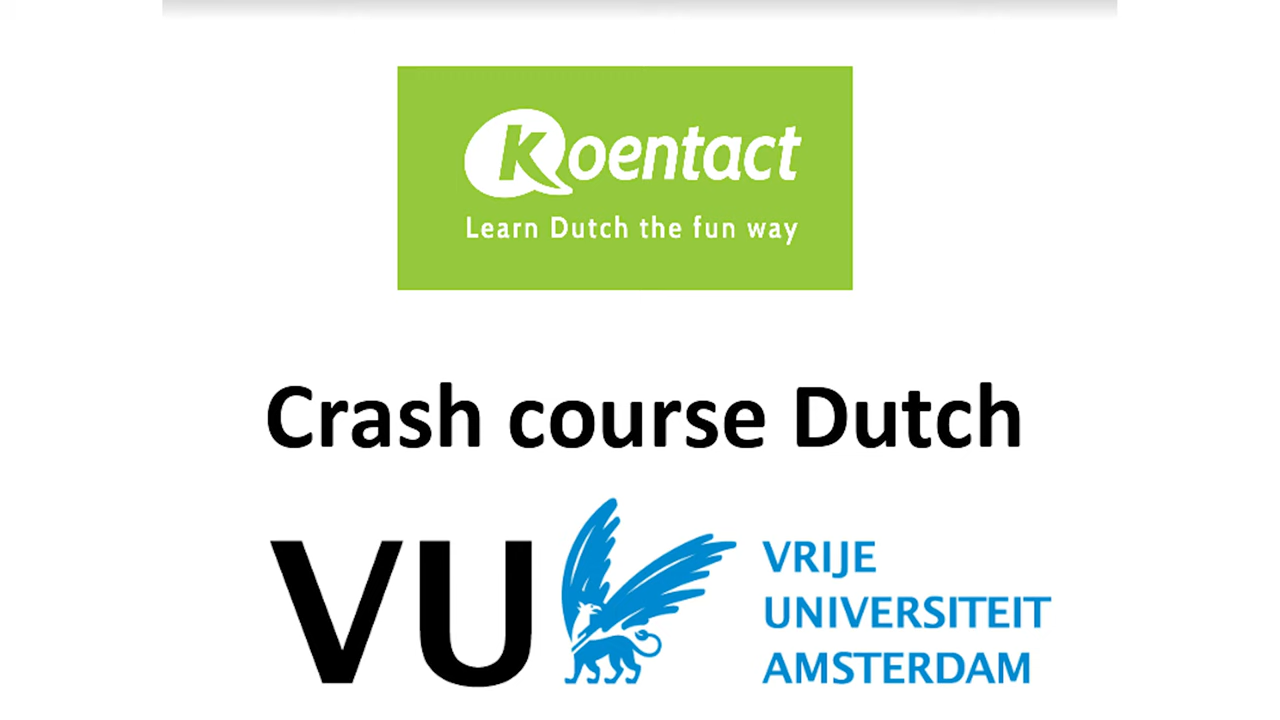 Koentact
Learn Dutch the fun way
Crash course Dutch
VU
VRIJE
UNIVERSITEIT
AMSTERDAM